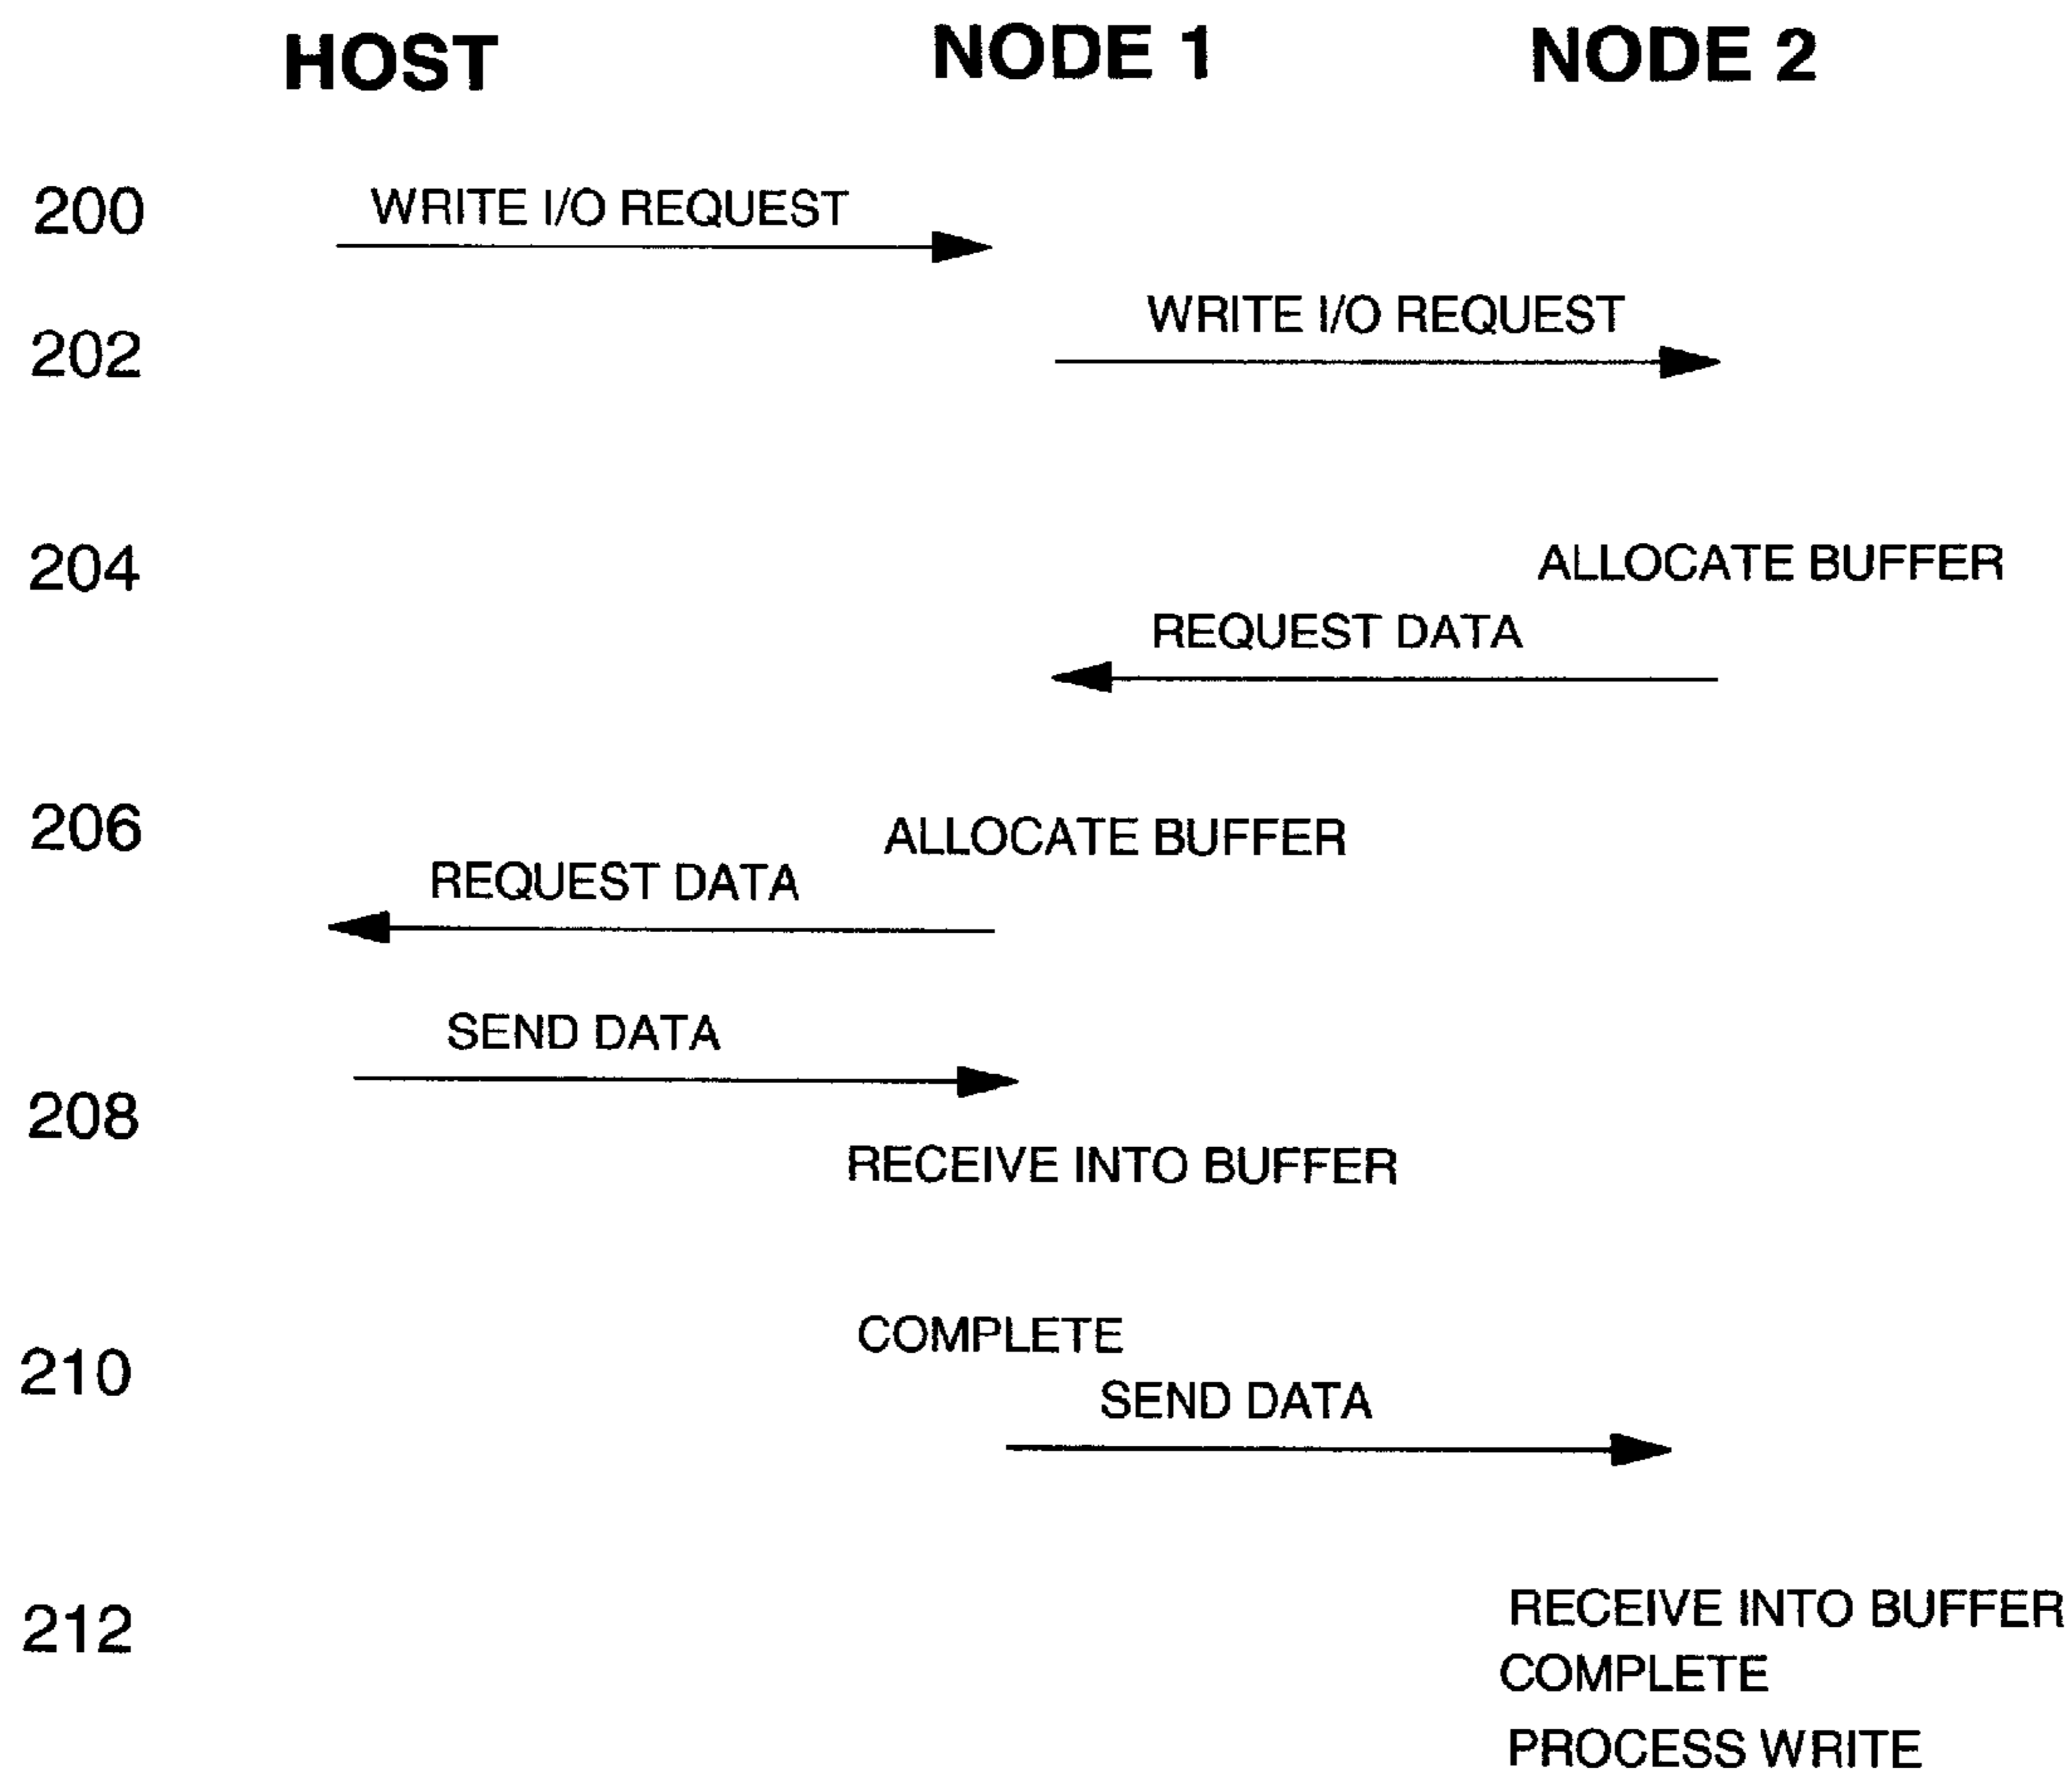 HOST NODE 1 NODE 2
200 WRITE I/O REQUEST
WRITE I/O REQUEST
202
204 ALLOCATE BUFFER
REQUEST DATA
206 ALLOCATE BUFFER
REQUEST DATA
SEND DATA
208
RECEIVE INTO BUFFER
COMPLETE
210
SEND DATA
212 RECEIVE INTO BUFFER
COMPLETE
PROCESS WRITE